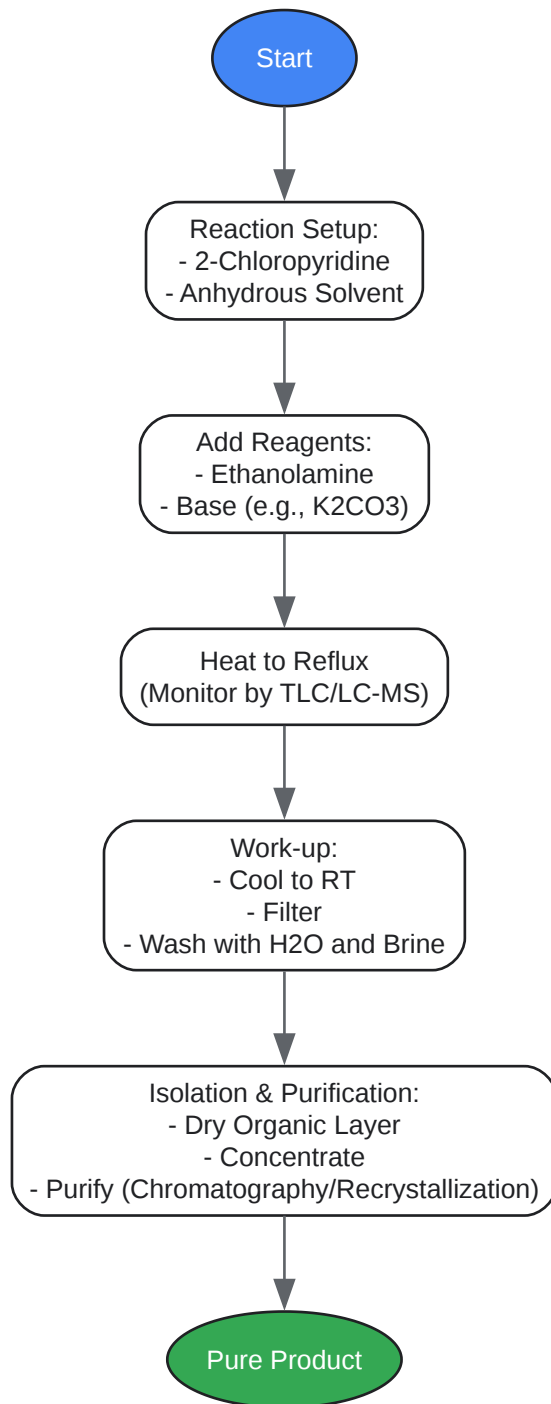 Start
Reaction Setup:
- 2-Chloropyridine
- Anhydrous Solvent
Add Reagents:
- Ethanolamine
- Base (e.g., K2CO3)
Heat to Reflux
(Monitor by TLC/LC-MS)
Work-up:
- Cool to RT
- Filter
- Wash with H2O and Brine
Isolation & Purification:
- Dry Organic Layer
- Concentrate
- Purify (Chromatography/Recrystallization)
Pure Product